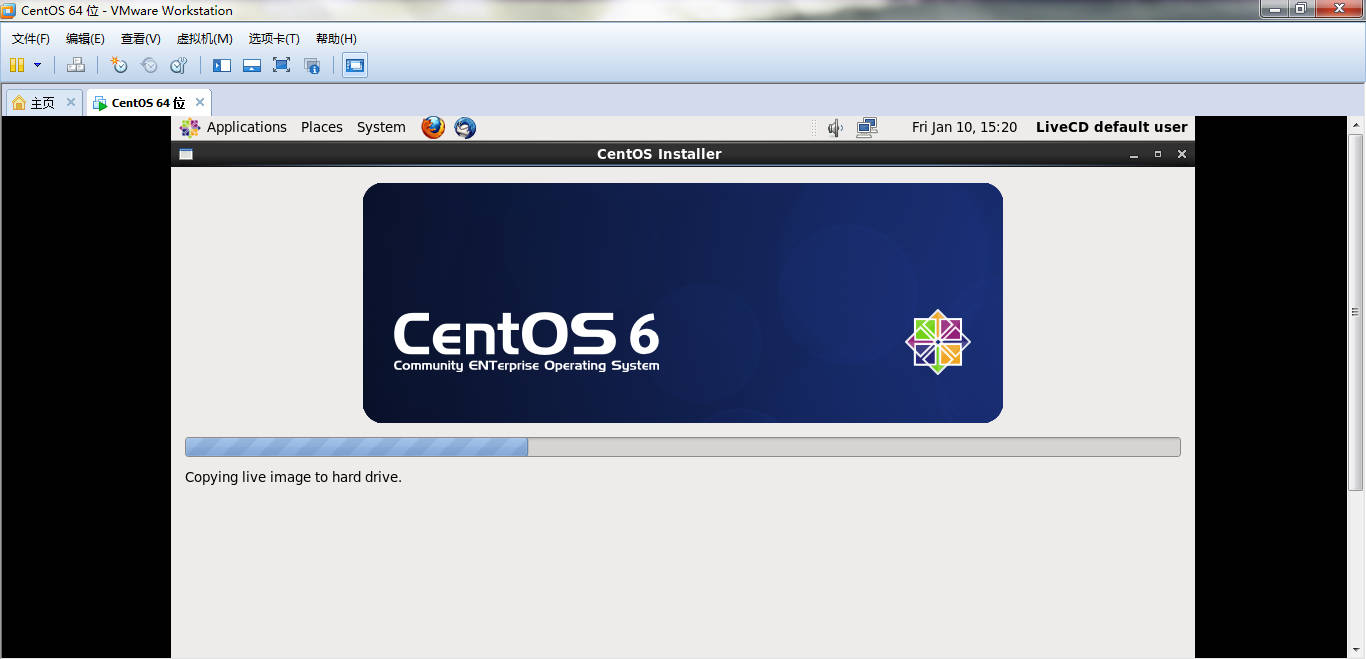 CentOS 64 位 - VMware Workstation
文件(F) 编辑(E) 查看(V) 虚拟机(M) 选项卡(T) 帮助(H)
主页 CentOS 64 位
Applications Places System Fri Jan 10, 15:20 LiveCD default user
CentOS Installer
CentOS 6
Community ENTerprise Operating System
Copying live image to hard drive.